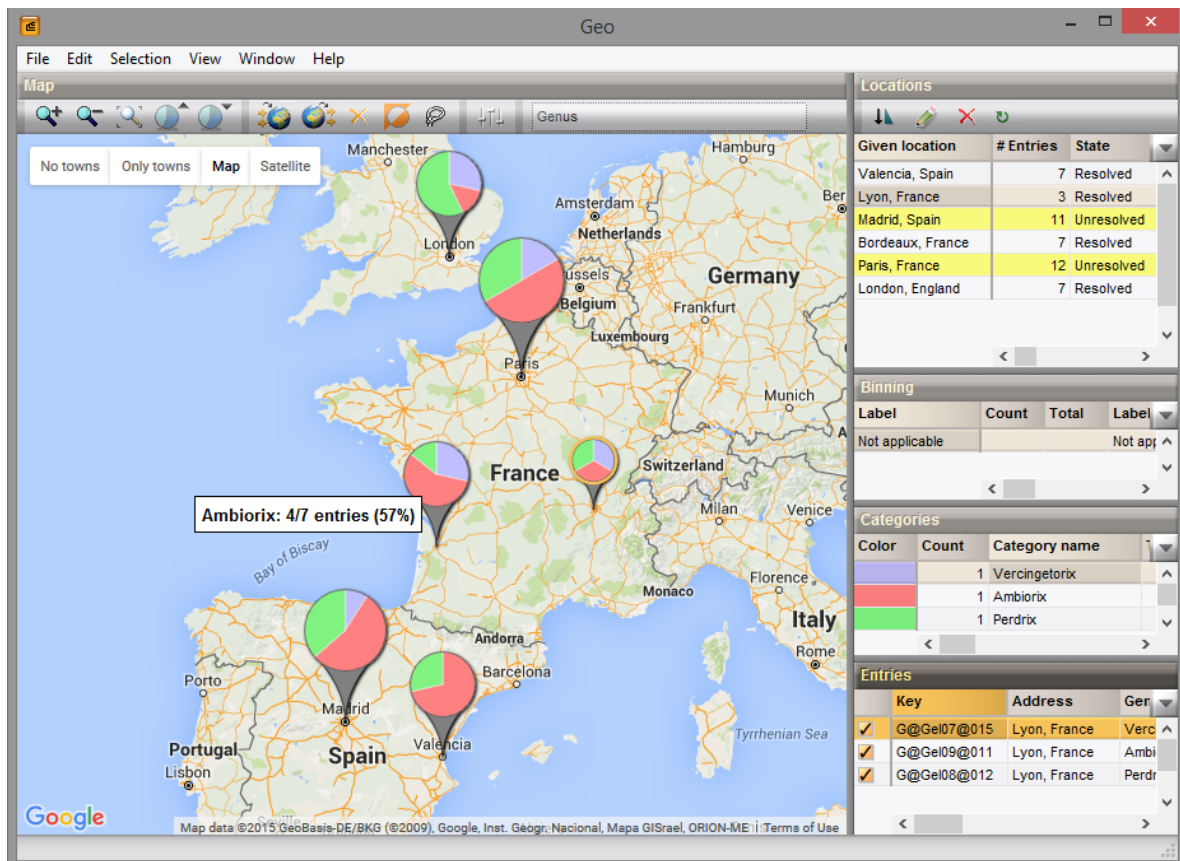 Geo
File Edit Selection View Window Help
Map
Genus
No towns Only towns Map Satellite
Manchester
Hamburg
Amsterdam
Ber
London
Netherlands
Germany
Belgium
Frankfurt
Luxembourg
Paris
Munich
France
Switzerland
Milan
Venice
Ambiorix: 4/7 entries (57%)
Bay of Biscay
Florence
Monaco
Italy
Andorra
Rome
Porto
Barcelona
Madrid
Tyrrhenian Sea
Portugal
Spain
Valencia
Lisbon
Google
Map data ©2015 GeoBasis-DE/BKG (©2009), Google, Inst. Geogr. Nacional, Mapa GISrael, ORION-ME Terms of Use
Locations
Given location # Entries State
Valencia, Spain 7 Resolved
Lyon, France 3 Resolved
Madrid, Spain 11 Unresolved
Bordeaux, France 7 Resolved
Paris, France 12 Unresolved
London, England 7 Resolved
Binning
Label Count Total Label
Not applicable Not app
Categories
Color Count Category name
1 Vercingetorix
1 Ambiorix
1 Perdrix
Entries
Key Address Gen
G@Gel07@015 Lyon, France Verc
G@Gel09@011 Lyon, France Ambi
G@Gel08@012 Lyon, France Perdr